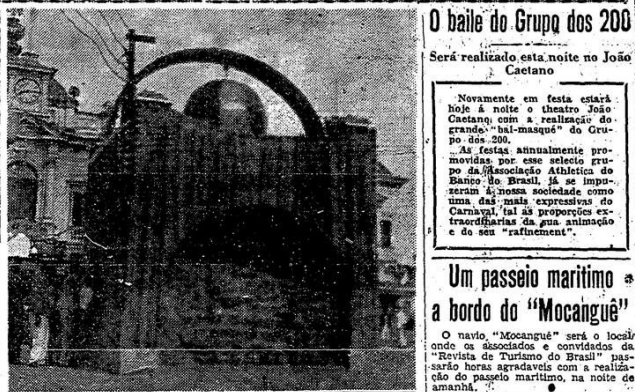 O baile do Grupo dos 200
Será realizado esta noite no João
Caetano
Novamente em festa estará
hoje á noite o theatro João
Caetano, com a realização do
grande "bal-masqué" do Gru-
po dos 200.
As festas annualmente pro-
movidas por esse selecto gru-
po da Associação Athletica do
Banco do Brasil, já se impu-
zeram á nossa sociedade como
uma das mais expressivas do
Carnaval, tal as proporções ex-
traordinarias da sua animação
e do seu "rafinement".
Um passeio maritimo
a bordo do "Mocanguê"
O navio "Mocanguê" será o local
onde os associados e convidados da
"Revista de Turismo do Brasil" pas-
sarão horas agradaveis com a realiza-
ção do passeio maritimo, na noite de
amanhã.